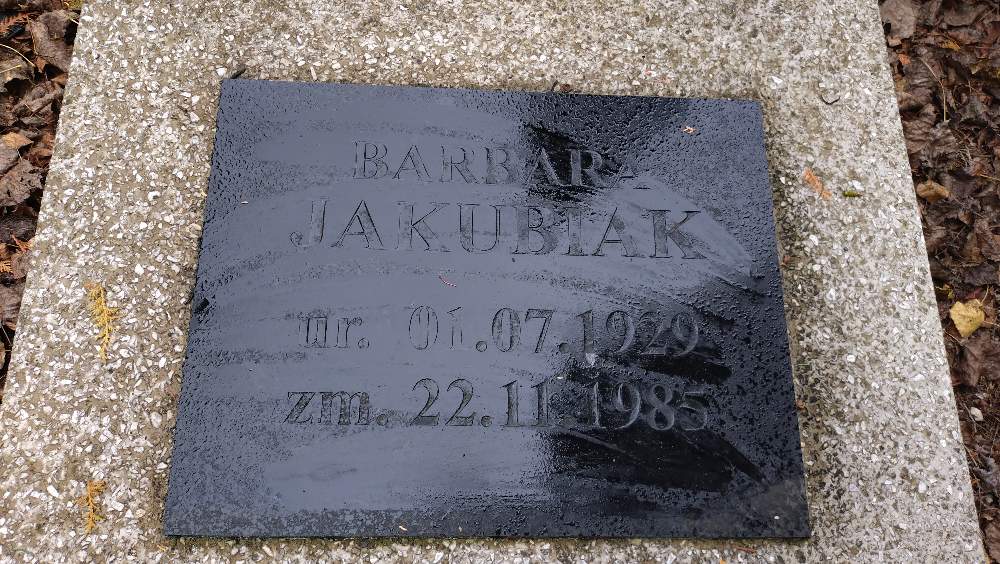 BARBARA
JAKUBIAK
ur. 01.07.1929
zm. 22.11.1985